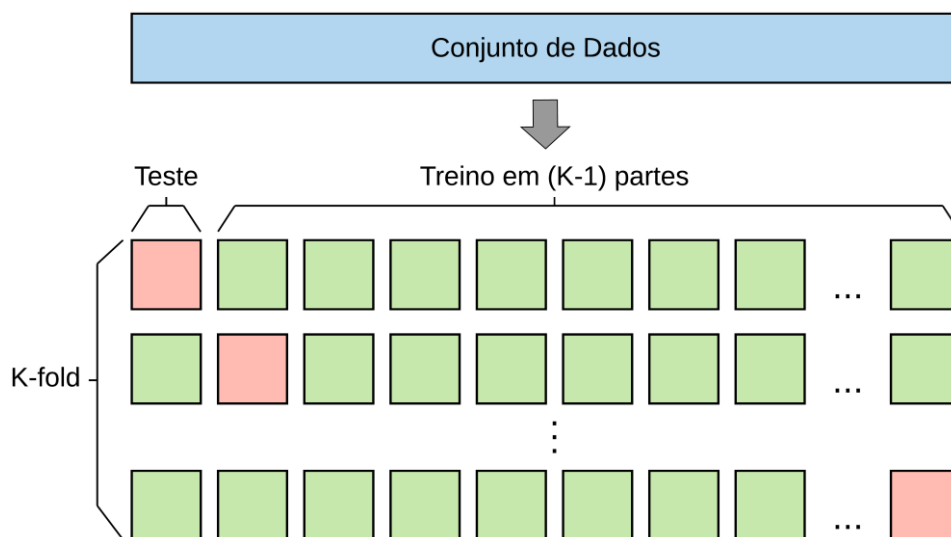 Conjunto de Dados
Teste
Treino em (K-1) partes
...
K-fold
...
⋮
...